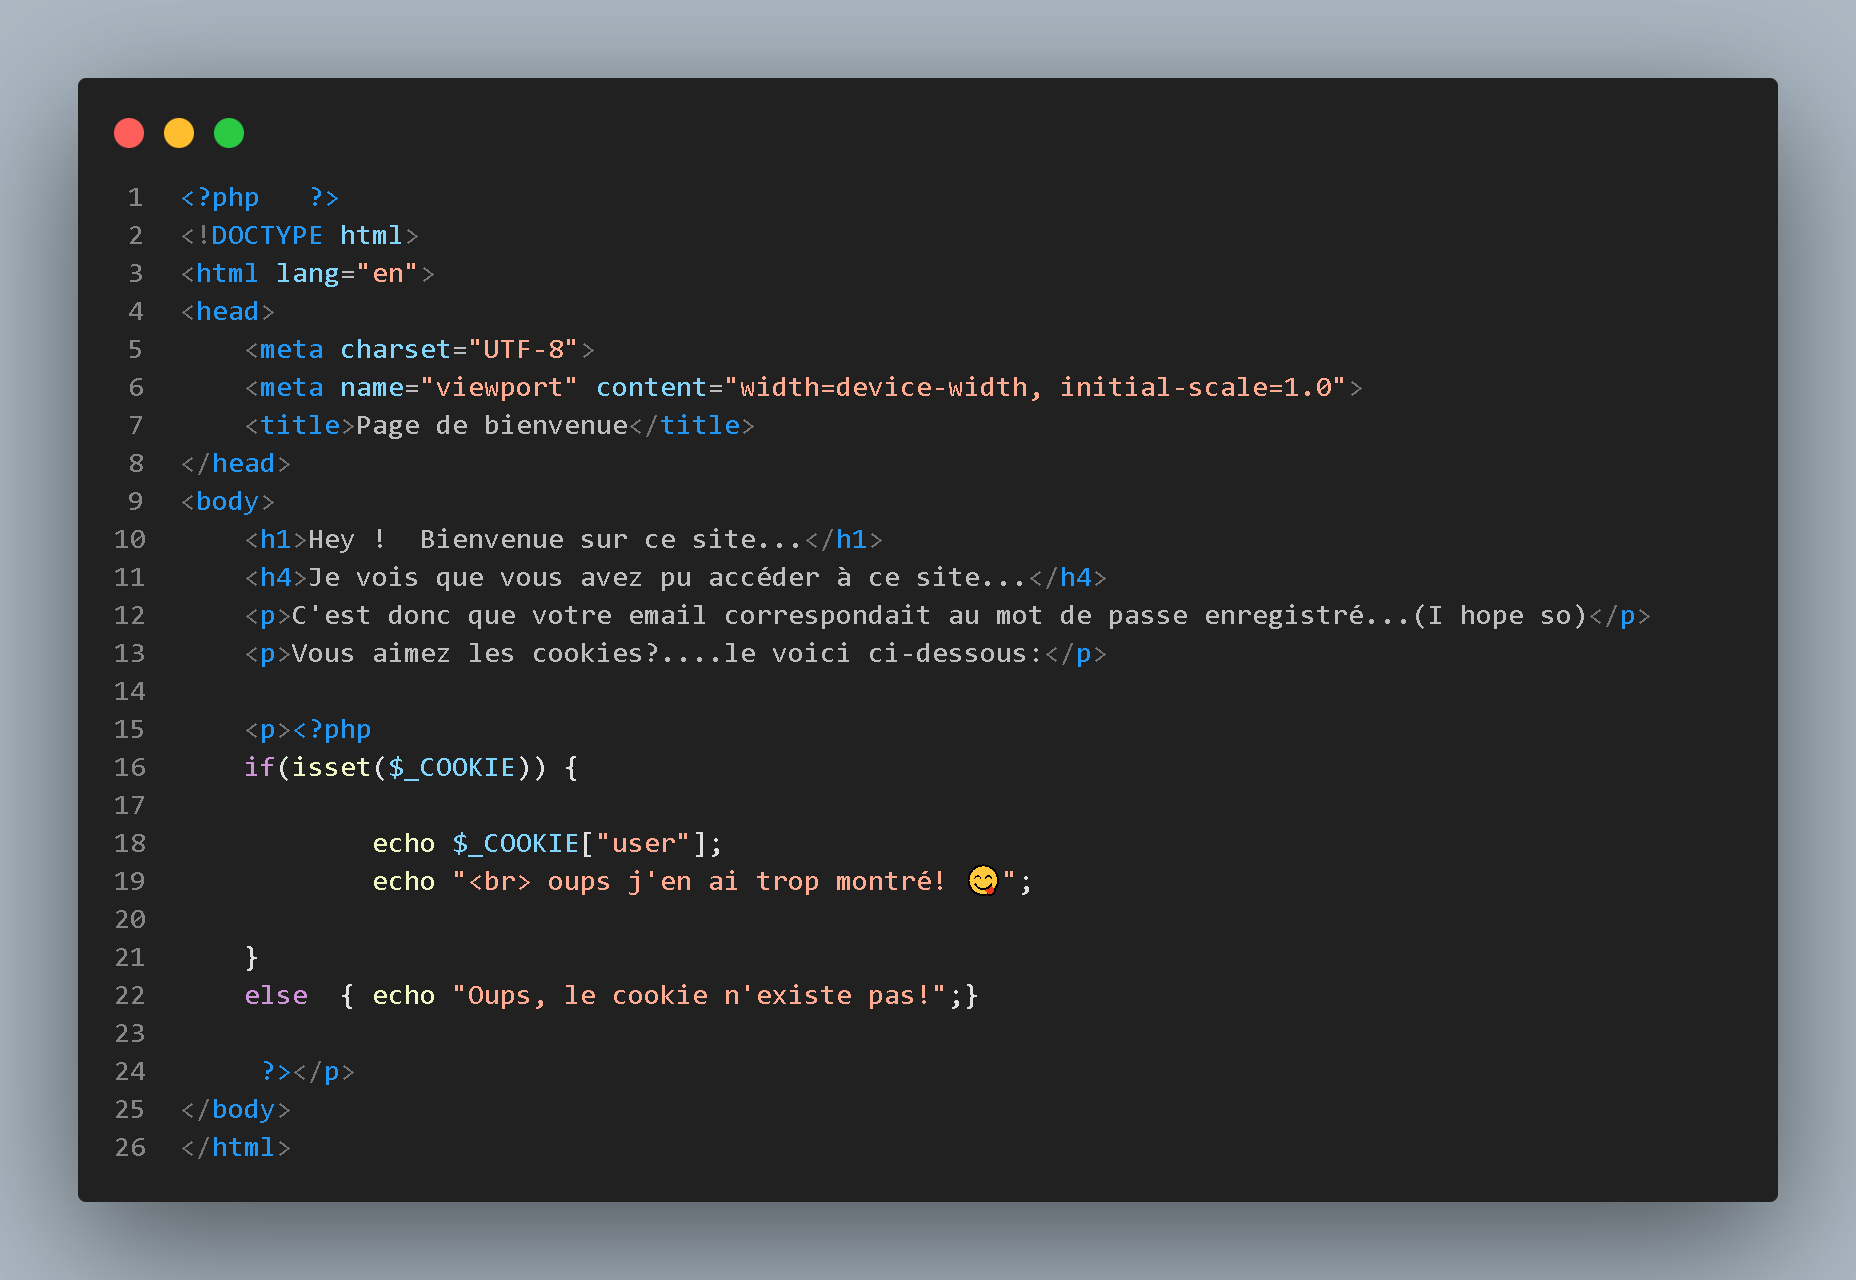 1 <?php   ?>
2 <!DOCTYPE html>
3 <html lang="en">
4 <head>
5     <meta charset="UTF-8">
6     <meta name="viewport" content="width=device-width, initial-scale=1.0">
7     <title>Page de bienvenue</title>
8 </head>
9 <body>
10     <h1>Hey !  Bienvenue sur ce site...</h1>
11     <h4>Je vois que vous avez pu accéder à ce site...</h4>
12     <p>C'est donc que votre email correspondait au mot de passe enregistré...(I hope so)</p>
13     <p>Vous aimez les cookies?....le voici ci-dessous:</p>
14
15     <p><?php
16     if(isset($_COOKIE)) {
17
18             echo $_COOKIE["user"];
19             echo "<br> oups j'en ai trop montré! 😋";
20
21     }
22     else  { echo "Oups, le cookie n'existe pas!";}
23
24      ?></p>
25 </body>
26 </html>